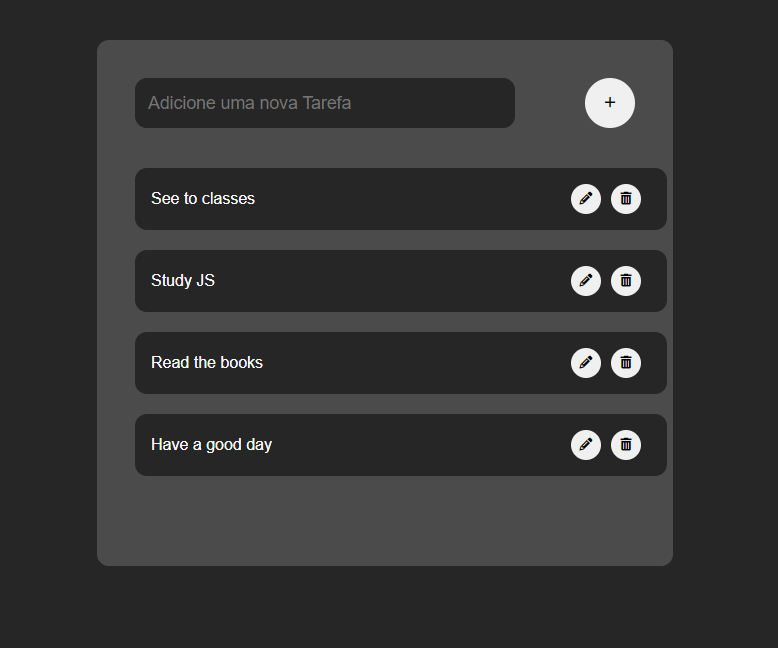 Adicione uma nova Tarefa +
See to classes
Study JS
Read the books
Have a good day